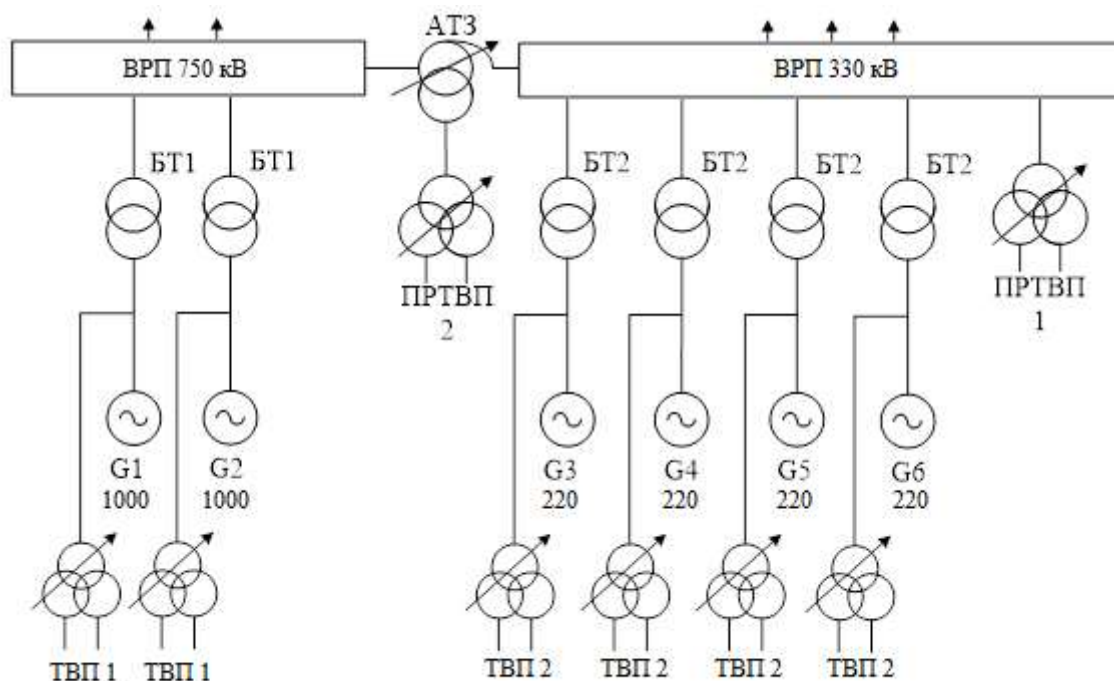 АТ3
ВРП 750 кВ
ВРП 330 кВ
БТ1
БТ1
БТ2
БТ2
БТ2
БТ2
ПРТВП
2
ПРТВП
1
G1
1000
G2
1000
G3
220
G4
220
G5
220
G6
220
ТВП 1
ТВП 1
ТВП 2
ТВП 2
ТВП 2
ТВП 2